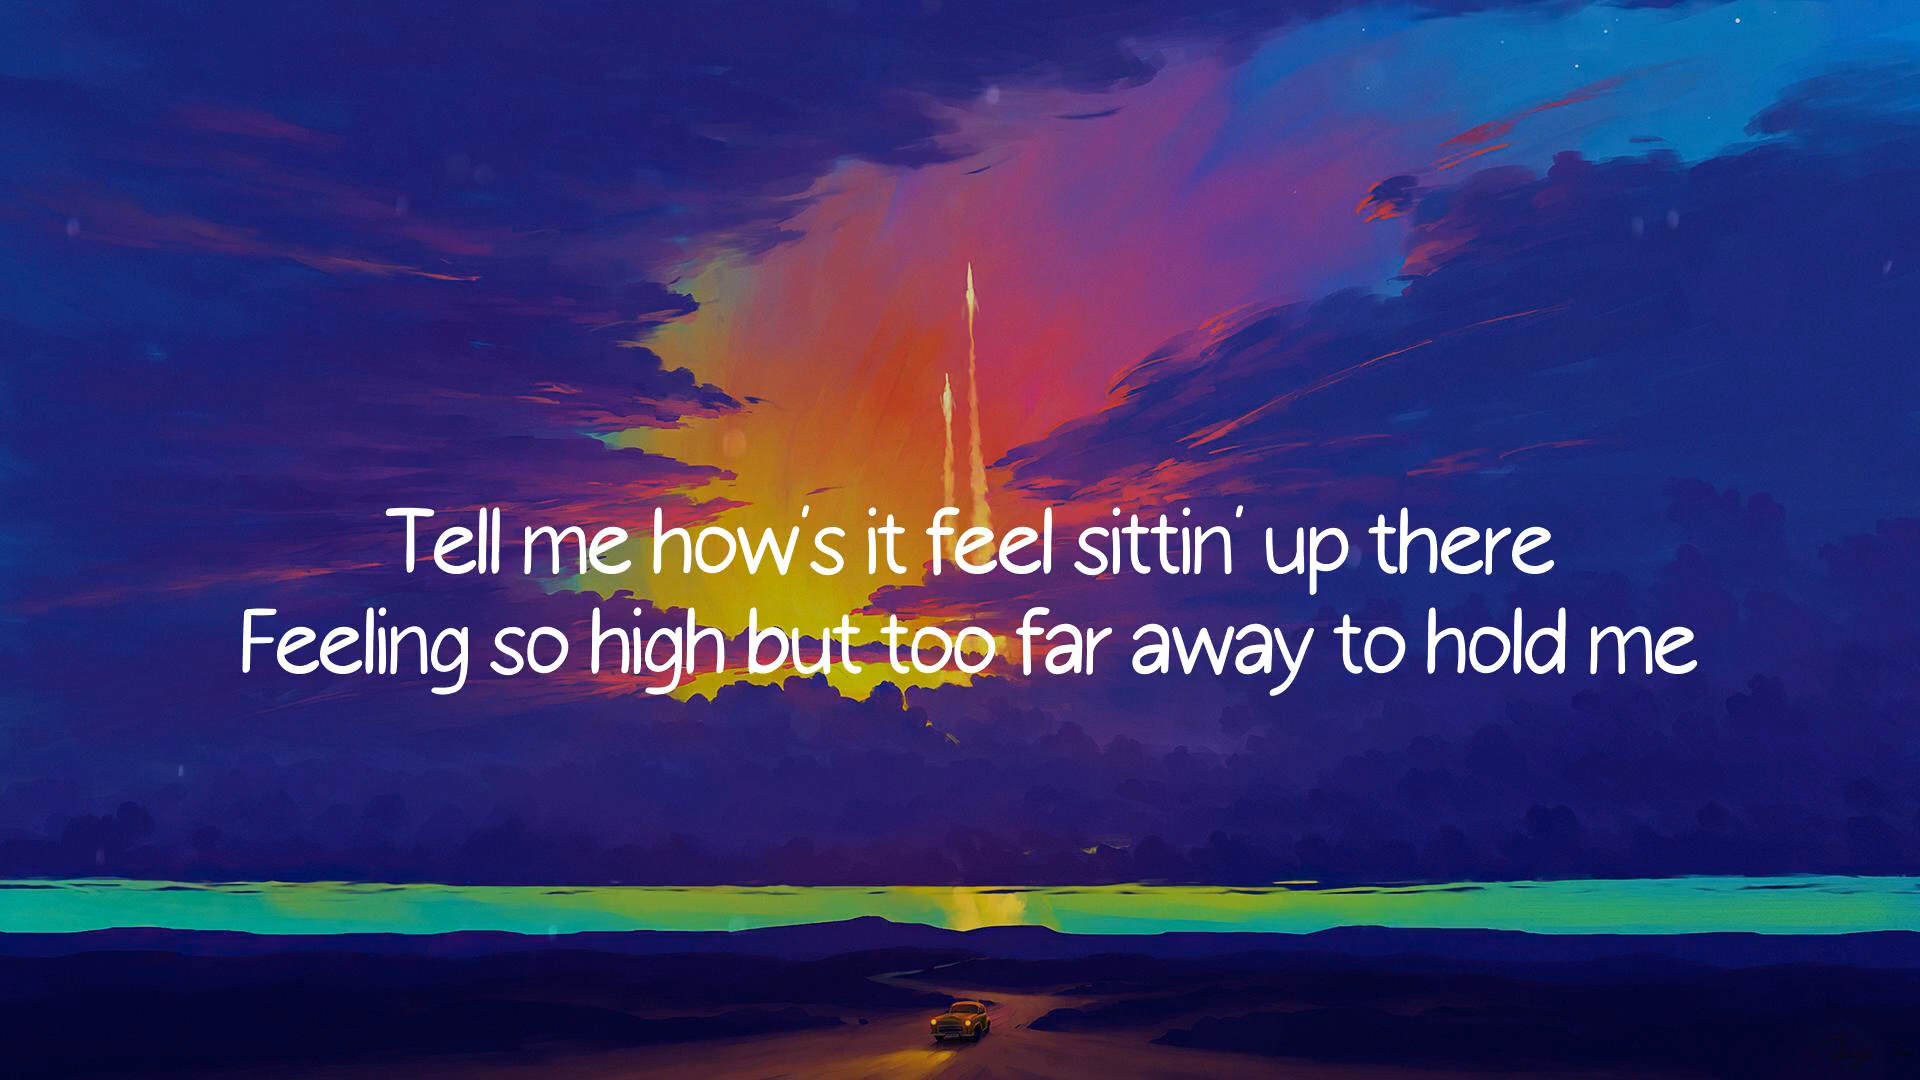 Tell me how's it feel sittin' up there
Feeling so high but too far away to hold me